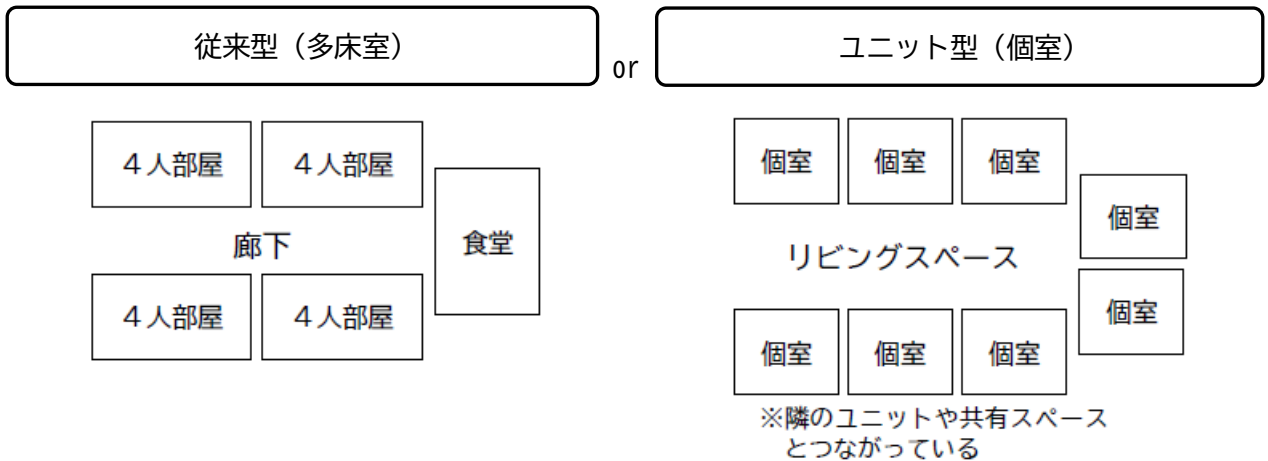 従来型（多床室）
or
ユニット型（個室）
４人部屋 ４人部屋
廊下
食堂
４人部屋 ４人部屋
個室 個室 個室
個室
リビングスペース
個室
個室 個室 個室
※隣のユニットや共有スペース
とつながっている